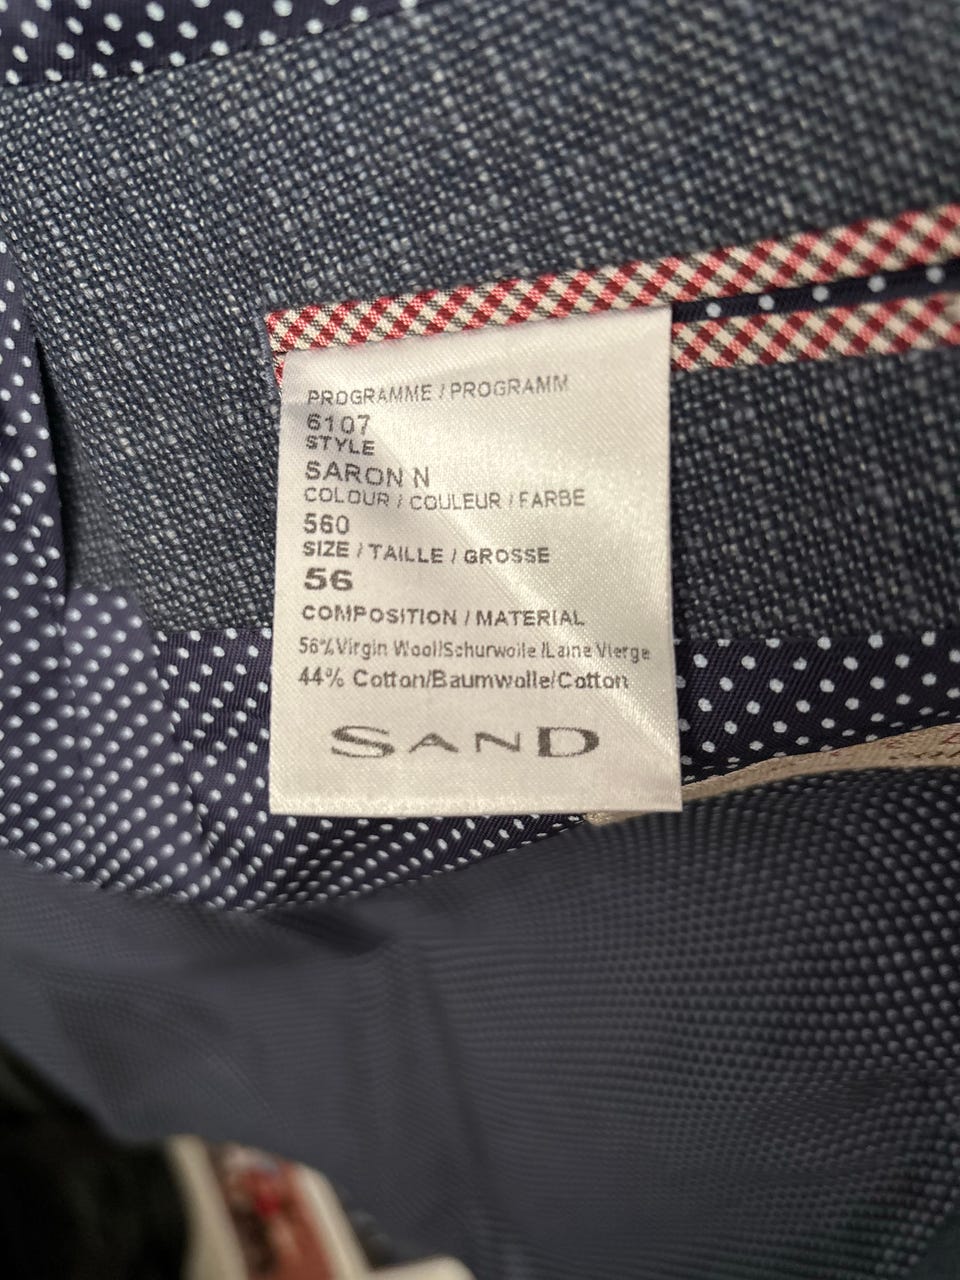 PROGRAMME / PROGRAMM
6107
STYLE
SARON N
COLOUR / COULEUR / FARBE
560
SIZE / TAILLE / GROSSE
56
COMPOSITION / MATERIAL
56% Virgin Wool/Schurwolle /Laine Vierge
44% Cotton/Baumwolle/Cotton
SAND